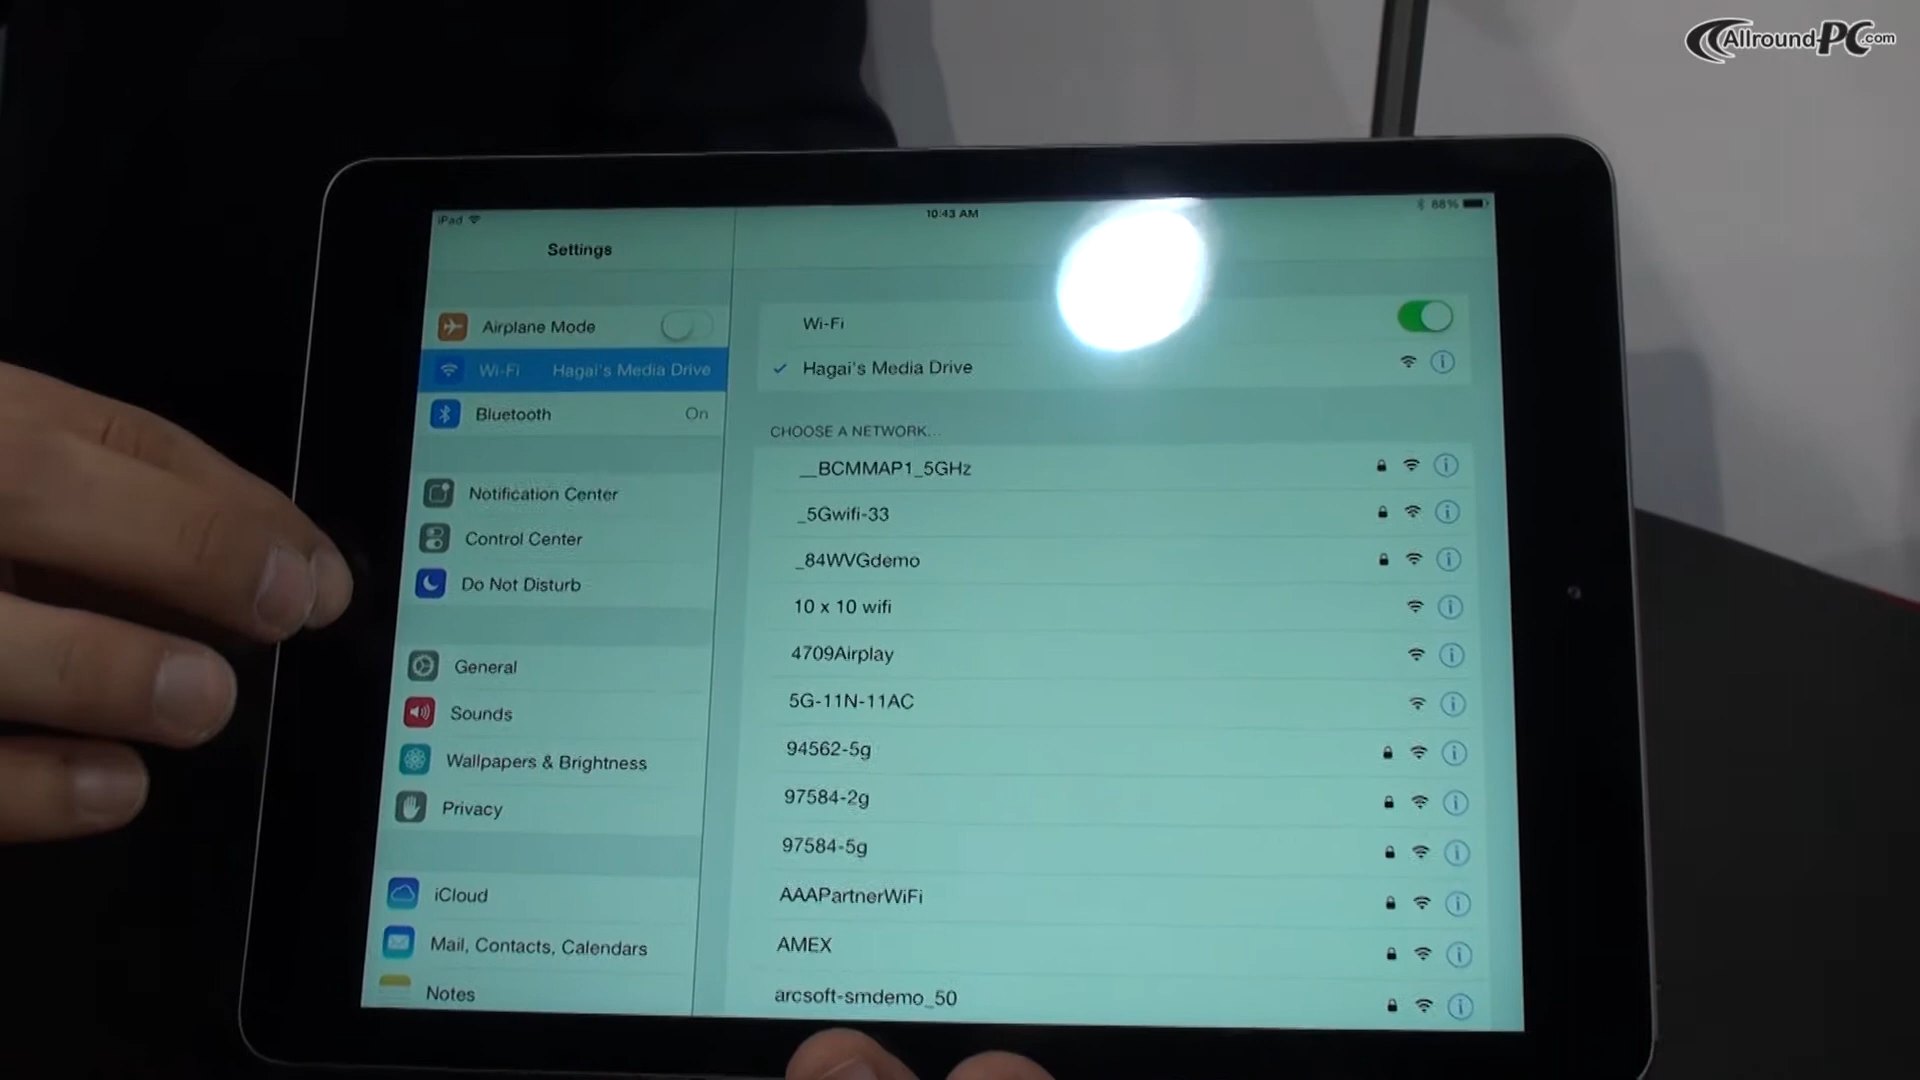 AllroundPC.com
iPad
10:43 AM
88%
Settings
Airplane Mode
Wi-Fi Hagai's Media Drive
Bluetooth On
Notification Center
Control Center
Do Not Disturb
General
Sounds
Wallpapers & Brightness
Privacy
iCloud
Mail, Contacts, Calendars
Notes
Wi-Fi
Hagai's Media Drive
CHOOSE A NETWORK...
__BCMMAP1_5GHz
_5Gwifi-33
_84WVGdemo
10 x 10 wifi
4709Airplay
5G-11N-11AC
94562-5g
97584-2g
97584-5g
AAAPartnerWiFi
AMEX
arcsoft-smdemo_50